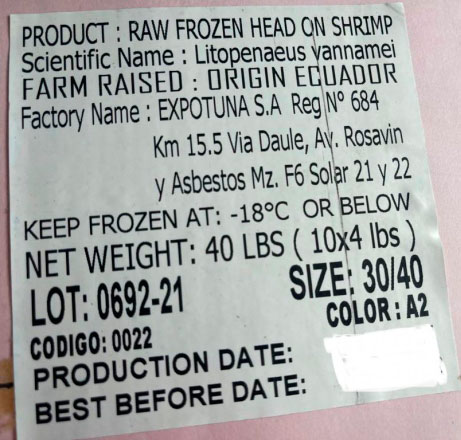 PRODUCT : RAW FROZEN HEAD ON SHRIMP
Scientific Name : Litopenaeus vannamei
FARM RAISED : ORIGIN ECUADOR
Factory Name : EXPOTUNA S.A Reg Nº 684
Km 15.5 Via Daule, Av. Rosavin
y Asbestos Mz. F6 Solar 21 y 22
KEEP FROZEN AT: -18°C OR BELOW
NET WEIGHT: 40 LBS ( 10x4 lbs )
LOT: 0692-21 SIZE: 30/40
CODIGO: 0022 COLOR: A2
PRODUCTION DATE:
BEST BEFORE DATE: